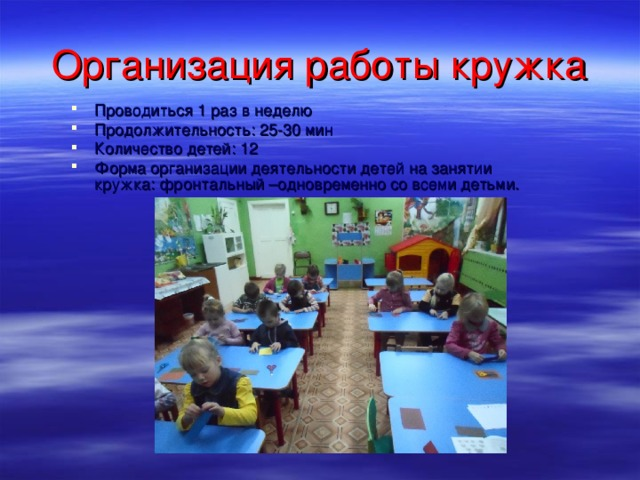 Организация работы кружка
Проводиться 1 раз в неделю
Продолжительность: 25-30 мин
Количество детей: 12
Форма организации деятельности детей на занятии
кружка: фронтальный –одновременно со всеми детьми.